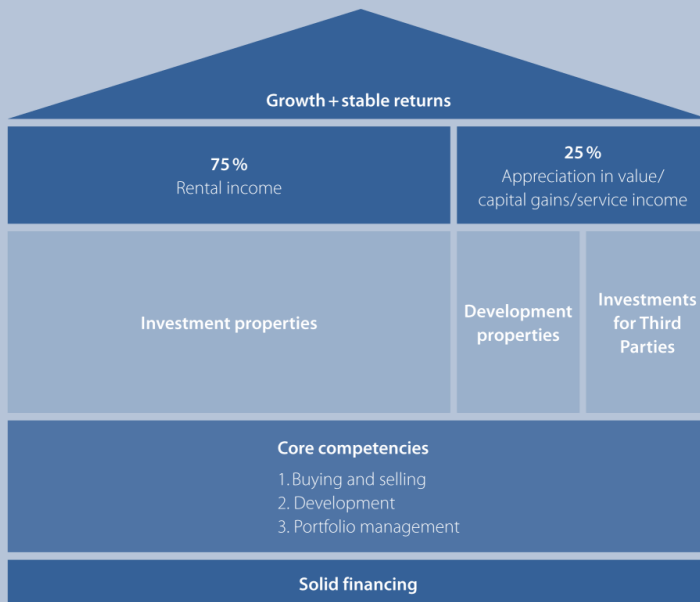 Growth + stable returns
75 %
Rental income
25 %
Appreciation in value/
capital gains/service income
Investment properties
Development
properties
Investments
for Third
Parties
Core competencies
1. Buying and selling
2. Development
3. Portfolio management
Solid financing